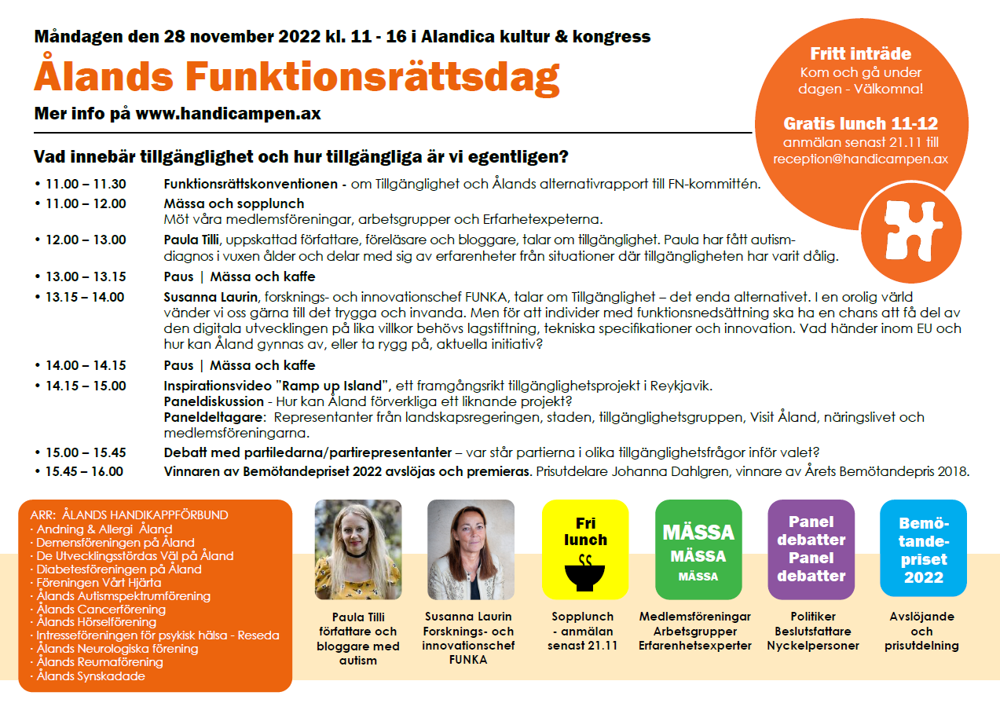 Måndagen den 28 november 2022 kl. 11 - 16 i Alandica kultur & kongress
Ålands Funktionsrättsdag
Mer info på www.handicampen.ax
Fritt inträde
Kom och gå under
dagen - Välkomna!
Gratis lunch 11-12
anmälan senast 21.11 till
reception@handicampen.ax
Vad innebär tillgänglighet och hur tillgängliga är vi egentligen?
• 11.00 – 11.30 Funktionsrättskonventionen - om Tillgänglighet och Ålands alternativrapport till FN-kommittén.
• 11.00 – 12.00 Mässa och sopplunch
Möt våra medlemsföreningar, arbetsgrupper och Erfarhetexpeterna.
• 12.00 – 13.00 Paula Tilli, uppskattad författare, föreläsare och bloggare, talar om tillgänglighet. Paula har fått autism-
diagnos i vuxen ålder och delar med sig av erfarenheter från situationer där tillgängligheten har varit dålig.
• 13.00 – 13.15 Paus | Mässa och kaffe
• 13.15 – 14.00 Susanna Laurin, forsknings- och innovationschef FUNKA, talar om Tillgänglighet – det enda alternativet. I en orolig värld
vänder vi oss gärna till det trygga och invanda. Men för att individer med funktionsnedsättning ska ha en chans att få del av
den digitala utvecklingen på lika villkor behövs lagstiftning, tekniska specifikationer och innovation. Vad händer inom EU och
hur kan Åland gynnas av, eller ta rygg på, aktuella initiativ?
• 14.00 – 14.15 Paus | Mässa och kaffe
• 14.15 – 15.00 Inspirationsvideo ”Ramp up Island”, ett framgångsrikt tillgänglighetsprojekt i Reykjavik.
Paneldiskussion - Hur kan Åland förverkliga ett liknande projekt?
Paneldeltagare: Representanter från landskapsregeringen, staden, tillgänglighetsgruppen, Visit Åland, näringslivet och
medlemsföreningarna.
• 15.00 – 15.45 Debatt med partiledarna/partirepresentanter – var står partierna i olika tillgänglighetsfrågor inför valet?
• 15.45 – 16.00 Vinnaren av Bemötandepriset 2022 avslöjas och premieras. Prisutdelare Johanna Dahlgren, vinnare av Årets Bemötandepris 2018.
ARR: ÅLANDS HANDIKAPPFÖRBUND
· Andning & Allergi Åland
· Demensföreningen på Åland
· De Utvecklingsstördas Väl på Åland
· Diabetesföreningen på Åland
· Föreningen Vårt Hjärta
· Ålands Autismspektrumförening
· Ålands Cancerförening
· Ålands Hörselförening
· Intresseföreningen för psykisk hälsa - Reseda
· Ålands Neurologiska förening
· Ålands Reumaförening
· Ålands Synskadade
Paula Tilli
författare och
bloggare med
autism
Susanna Laurin
Forsknings- och
innovationschef
FUNKA
Fri
lunch
Sopplunch
- anmälan
senast 21.11
MÄSSA
MÄSSA
MÄSSA
Medlemsföreningar
Arbetsgrupper
Erfarenhetsexperter
Panel
debatter
Panel
debatter
Politiker
Beslutsfattare
Nyckelpersoner
Bemö-
tande-
priset
2022
Avslöjande
och
prisutdelning